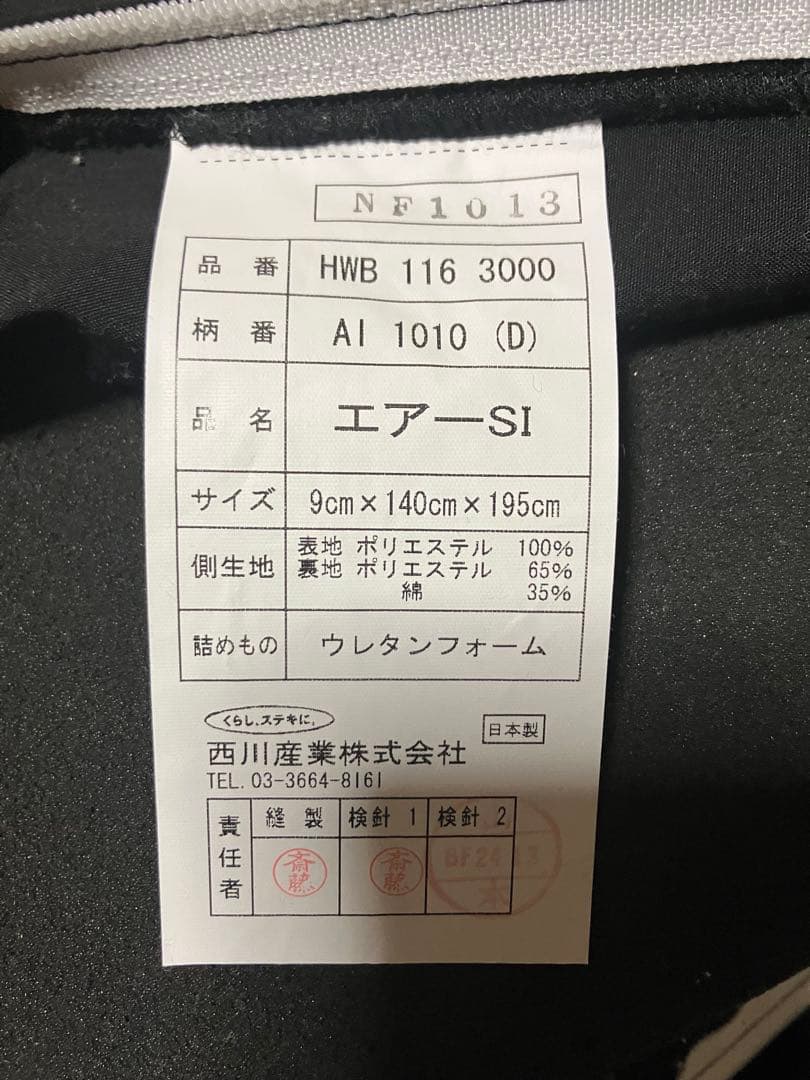 NF1013
品番 HWB 116 3000
柄番 AI 1010 (D)
品名 エアーSI
サイズ 9cm×140cm×195cm
側生地 表地 ポリエステル 100%
裏地 ポリエステル 65%
綿 35%
詰めもの ウレタンフォーム
くらし、ステキに。
日本製
西川産業株式会社
TEL. 03-3664-8161
責任者 縫製 検針 1 検針 2
斎藤 斎藤